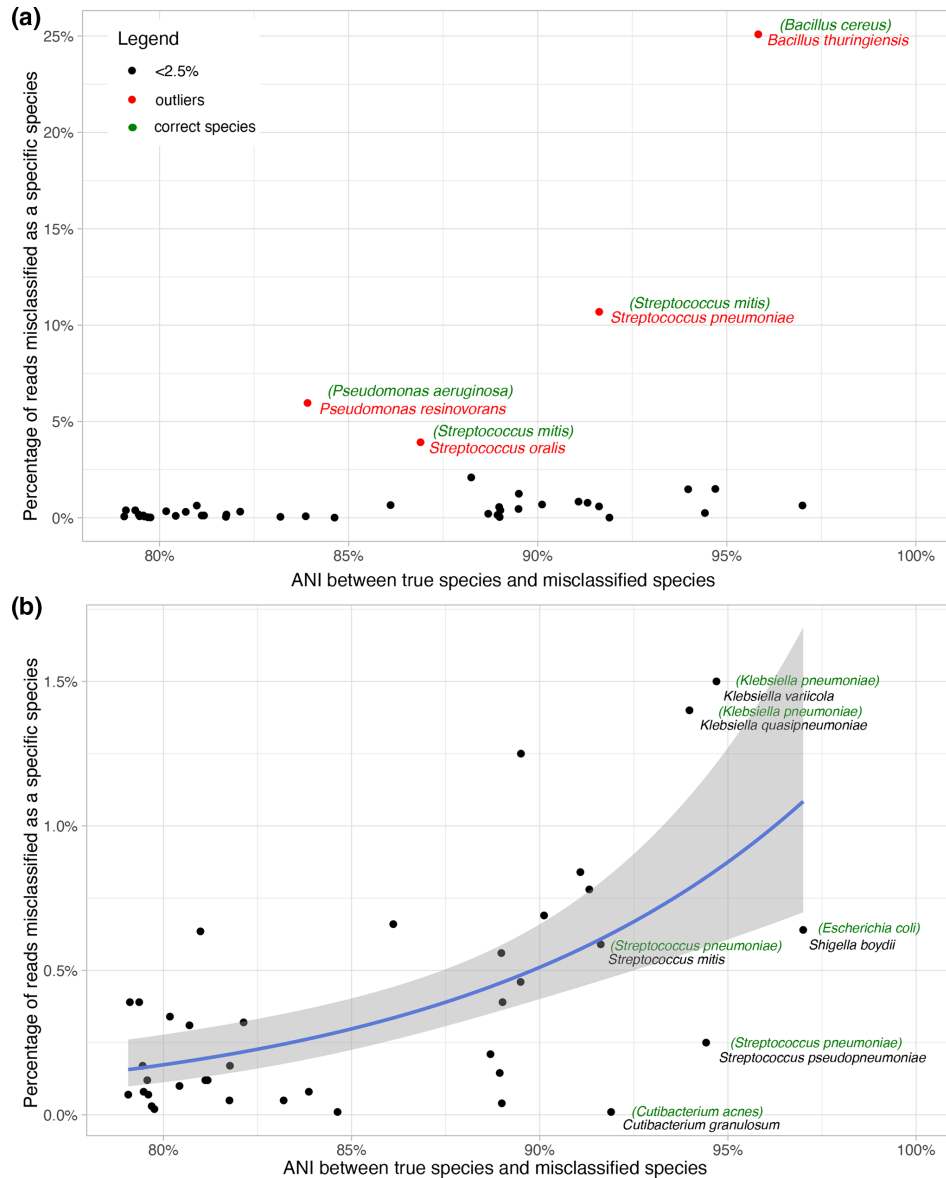 (a)
Percentage of reads misclassified as a specific species
25%
20%
15%
10%
5%
0%
Legend
<2.5%
outliers
correct species
(Bacillus cereus)
Bacillus thuringiensis
(Streptococcus mitis)
Streptococcus pneumoniae
(Pseudomonas aeruginosa)
Pseudomonas resinovorans
(Streptococcus mitis)
Streptococcus oralis
80%
85%
90%
95%
100%
ANI between true species and misclassified species
(b)
Percentage of reads misclassified as a specific species
1.5%
1.0%
0.5%
0.0%
(Klebsiella pneumoniae)
Klebsiella variicola
(Klebsiella pneumoniae)
Klebsiella quasipneumoniae
(Escherichia coli)
Shigella boydii
(Streptococcus pneumoniae)
Streptococcus mitis
(Streptococcus pneumoniae)
Streptococcus pseudopneumoniae
(Cutibacterium acnes)
Cutibacterium granulosum
80%
85%
90%
95%
100%
ANI between true species and misclassified species